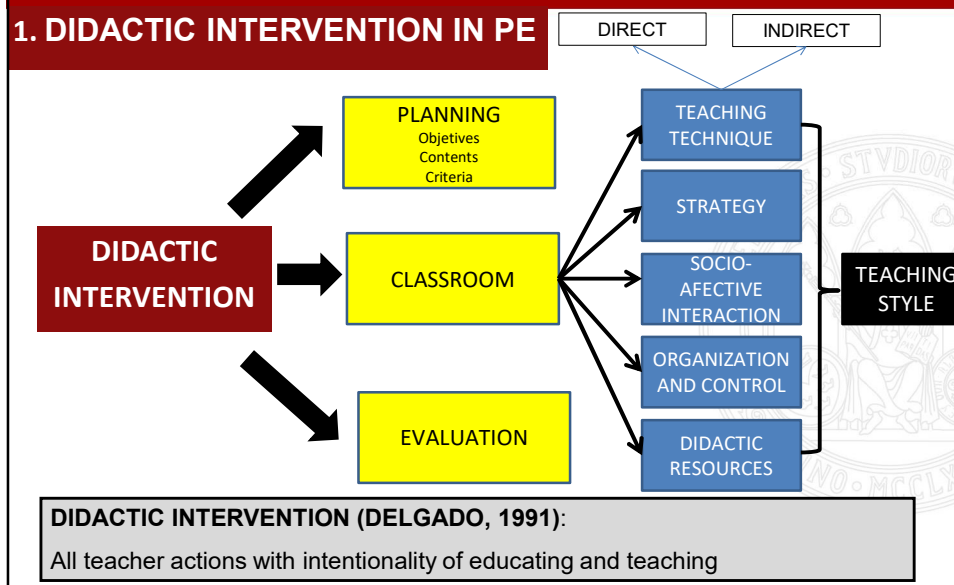 1. DIDACTIC INTERVENTION IN PE
DIRECT
INDIRECT
PLANNING
Objetives
Contents
Criteria
TEACHING
TECHNIQUE
STRATEGY
DIDACTIC
INTERVENTION
CLASSROOM
SOCIO-
AFECTIVE
INTERACTION
TEACHING
STYLE
ORGANIZATION
AND CONTROL
EVALUATION
DIDACTIC
RESOURCES
DIDACTIC INTERVENTION (DELGADO, 1991):
All teacher actions with intentionality of educating and teaching